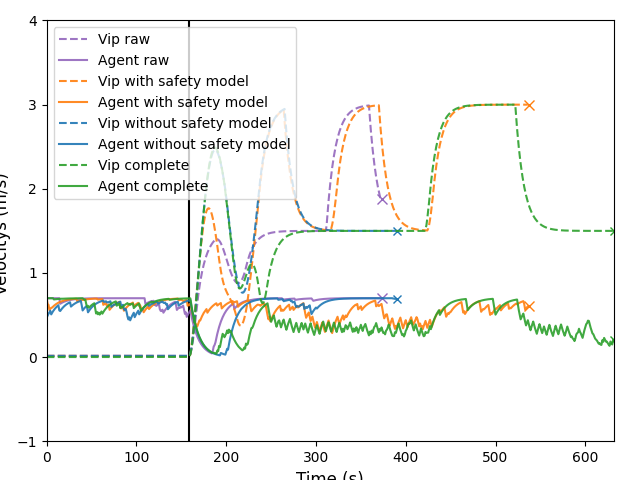 4
3
2
1
0
−1
Velocitys (m/s)
Vip raw
Agent raw
Vip with safety model
Agent with safety model
Vip without safety model
Agent without safety model
Vip complete
Agent complete
0 100 200 300 400 500 600
Time (s)